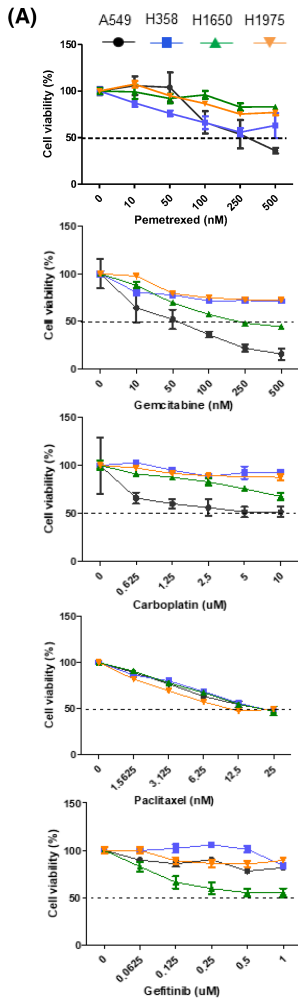 (A)
A549 H358 H1650 H1975
Cell viability (%)
150
100
50
0
0 10 50 100 250 500
Pemetrexed (nM)
Cell viability (%)
150
100
50
0
0 10 50 100 250 500
Gemcitabine (nM)
Cell viability (%)
150
100
50
0
0 0.625 1.25 2.5 5 10
Carboplatin (uM)
Cell viability (%)
150
100
50
0
0 1.5625 3.125 6.25 12.5 25
Paclitaxel (nM)
Cell viability (%)
150
100
50
0
0 0.0625 0.125 0.25 0.5 1
Gefitinib (uM)